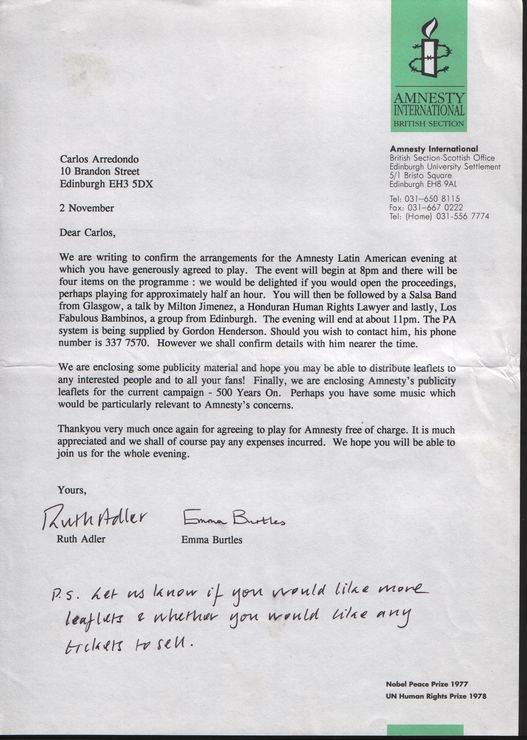 AMNESTY
INTERNATIONAL
BRITISH SECTION
Amnesty International
British Section-Scottish Office
Edinburgh University Settlement
5/1 Bristo Square
Edinburgh EH8 9AL
Tel: 031-650 8115
Fax: 031-667 0222
Tel: (Home) 031-556 7774
Carlos Arredondo
10 Brandon Street
Edinburgh EH3 5DX
2 November
Dear Carlos,
We are writing to confirm the arrangements for the Amnesty Latin American evening at
which you have generously agreed to play. The event will begin at 8pm and there will be
four items on the programme : we would be delighted if you would open the proceedings,
perhaps playing for approximately half an hour. You will then be followed by a Salsa Band
from Glasgow, a talk by Milton Jimenez, a Honduran Human Rights Lawyer and lastly, Los
Fabulous Bambinos, a group from Edinburgh. The evening will end at about 11pm. The PA
system is being supplied by Gordon Henderson. Should you wish to contact him, his phone
number is 337 7570. However we shall confirm details with him nearer the time.
We are enclosing some publicity material and hope you may be able to distribute leaflets to
any interested people and to all your fans! Finally, we are enclosing Amnesty's publicity
leaflets for the current campaign - 500 Years On. Perhaps you have some music which
would be particularly relevant to Amnesty's concerns.
Thankyou very much once again for agreeing to play for Amnesty free of charge. It is much
appreciated and we shall of course pay any expenses incurred. We hope you will be able to
join us for the whole evening.
Yours,
Ruth Adler Emma Burtles
Ruth Adler Emma Burtles
P.S. Let us know if you would like more
leaflets & whether you would like any
tickets to sell.
Nobel Peace Prize 1977
UN Human Rights Prize 1978